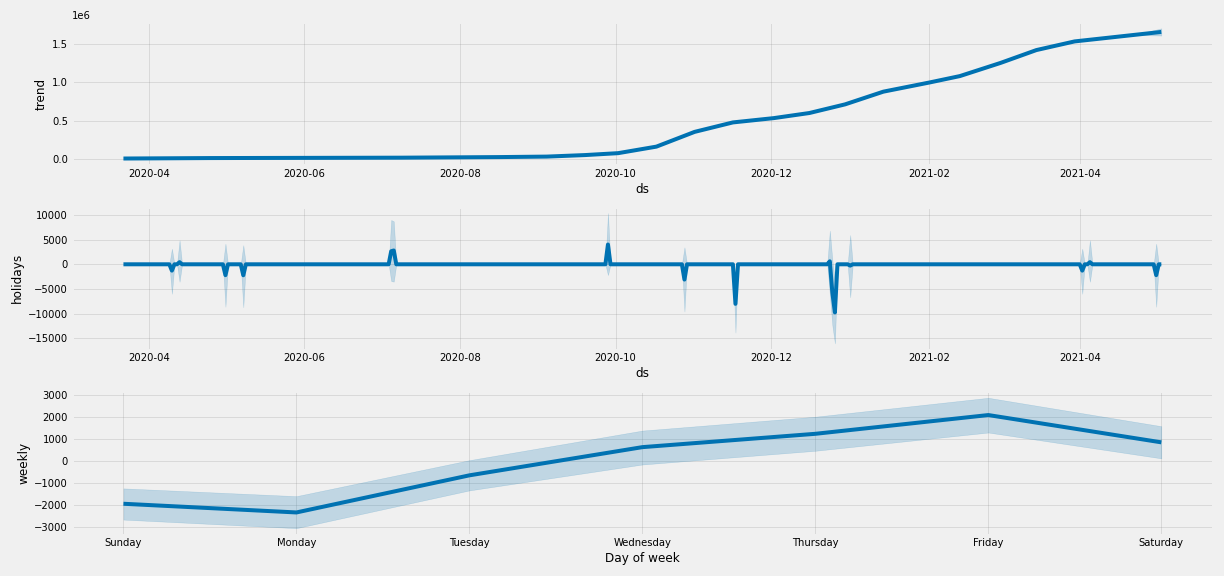 1e6
1.5
1.0
0.5
0.0
trend
2020-04 2020-06 2020-08 2020-10 2020-12 2021-02 2021-04
ds
10000
5000
0
−5000
−10000
−15000
holidays
2020-04 2020-06 2020-08 2020-10 2020-12 2021-02 2021-04
ds
3000
2000
1000
0
−1000
−2000
−3000
weekly
Sunday Monday Tuesday Wednesday Thursday Friday Saturday
Day of week